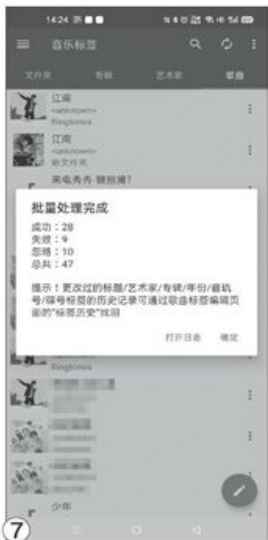 14:24
音乐标签
文件夹
专辑
艺术家
歌曲
江南
<unknown>
Ringtones
江南
<unknown>
新文件夹
来电秀秀-狼担擒?
批量处理完成
成功：28
失败：9
忽略：10
总共：47
提示！更改过的标题/艺术家/专辑/年份/音轨
号/碟号标签的历史记录可通过歌曲标签编辑页
面的“标签历史”找回
打开日志
确定
Ringtones
少年
⑦